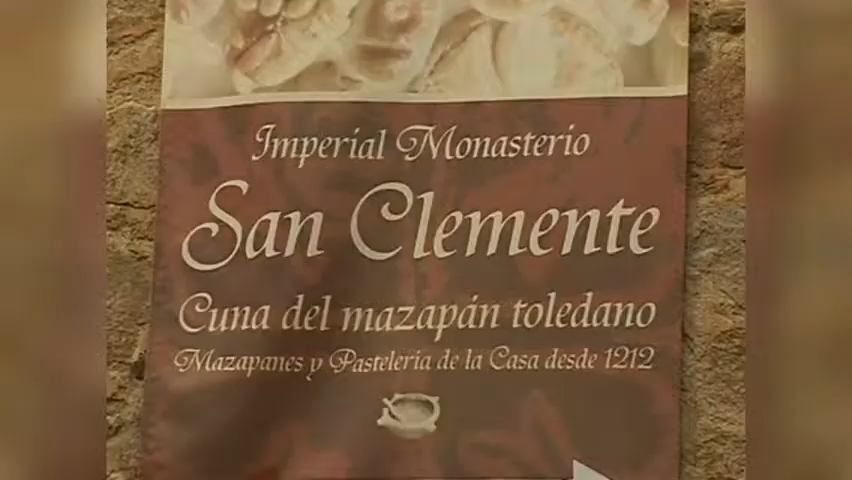 Imperial Monasterio
San Clemente
Cuna del mazapán toledano
Mazapanes y Pastelería de la Casa desde 1212